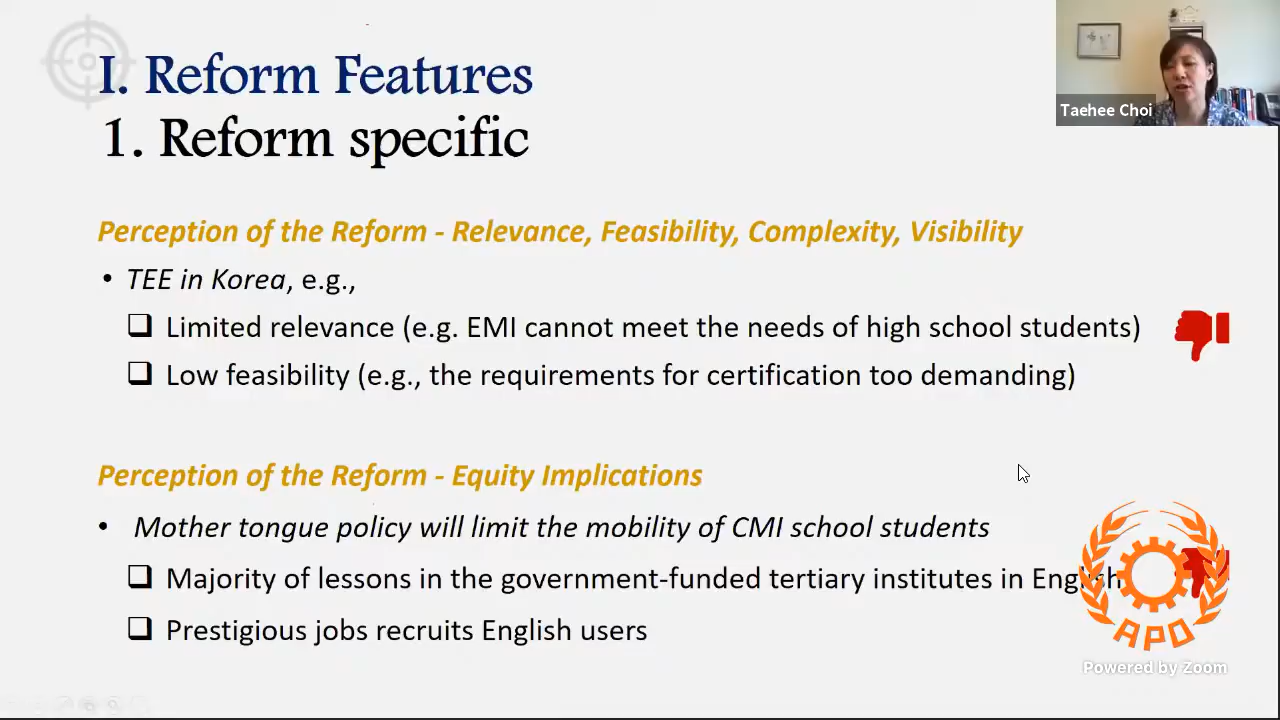 I. Reform Features
1. Reform specific
Taehee Choi
Perception of the Reform - Relevance, Feasibility, Complexity, Visibility
• TEE in Korea, e.g.,
❑ Limited relevance (e.g. EMI cannot meet the needs of high school students)
❑ Low feasibility (e.g., the requirements for certification too demanding)
Perception of the Reform - Equity Implications
• Mother tongue policy will limit the mobility of CMI school students
❑ Majority of lessons in the government-funded tertiary institutes in English
❑ Prestigious jobs recruits English users
APO
Powered by Zoom